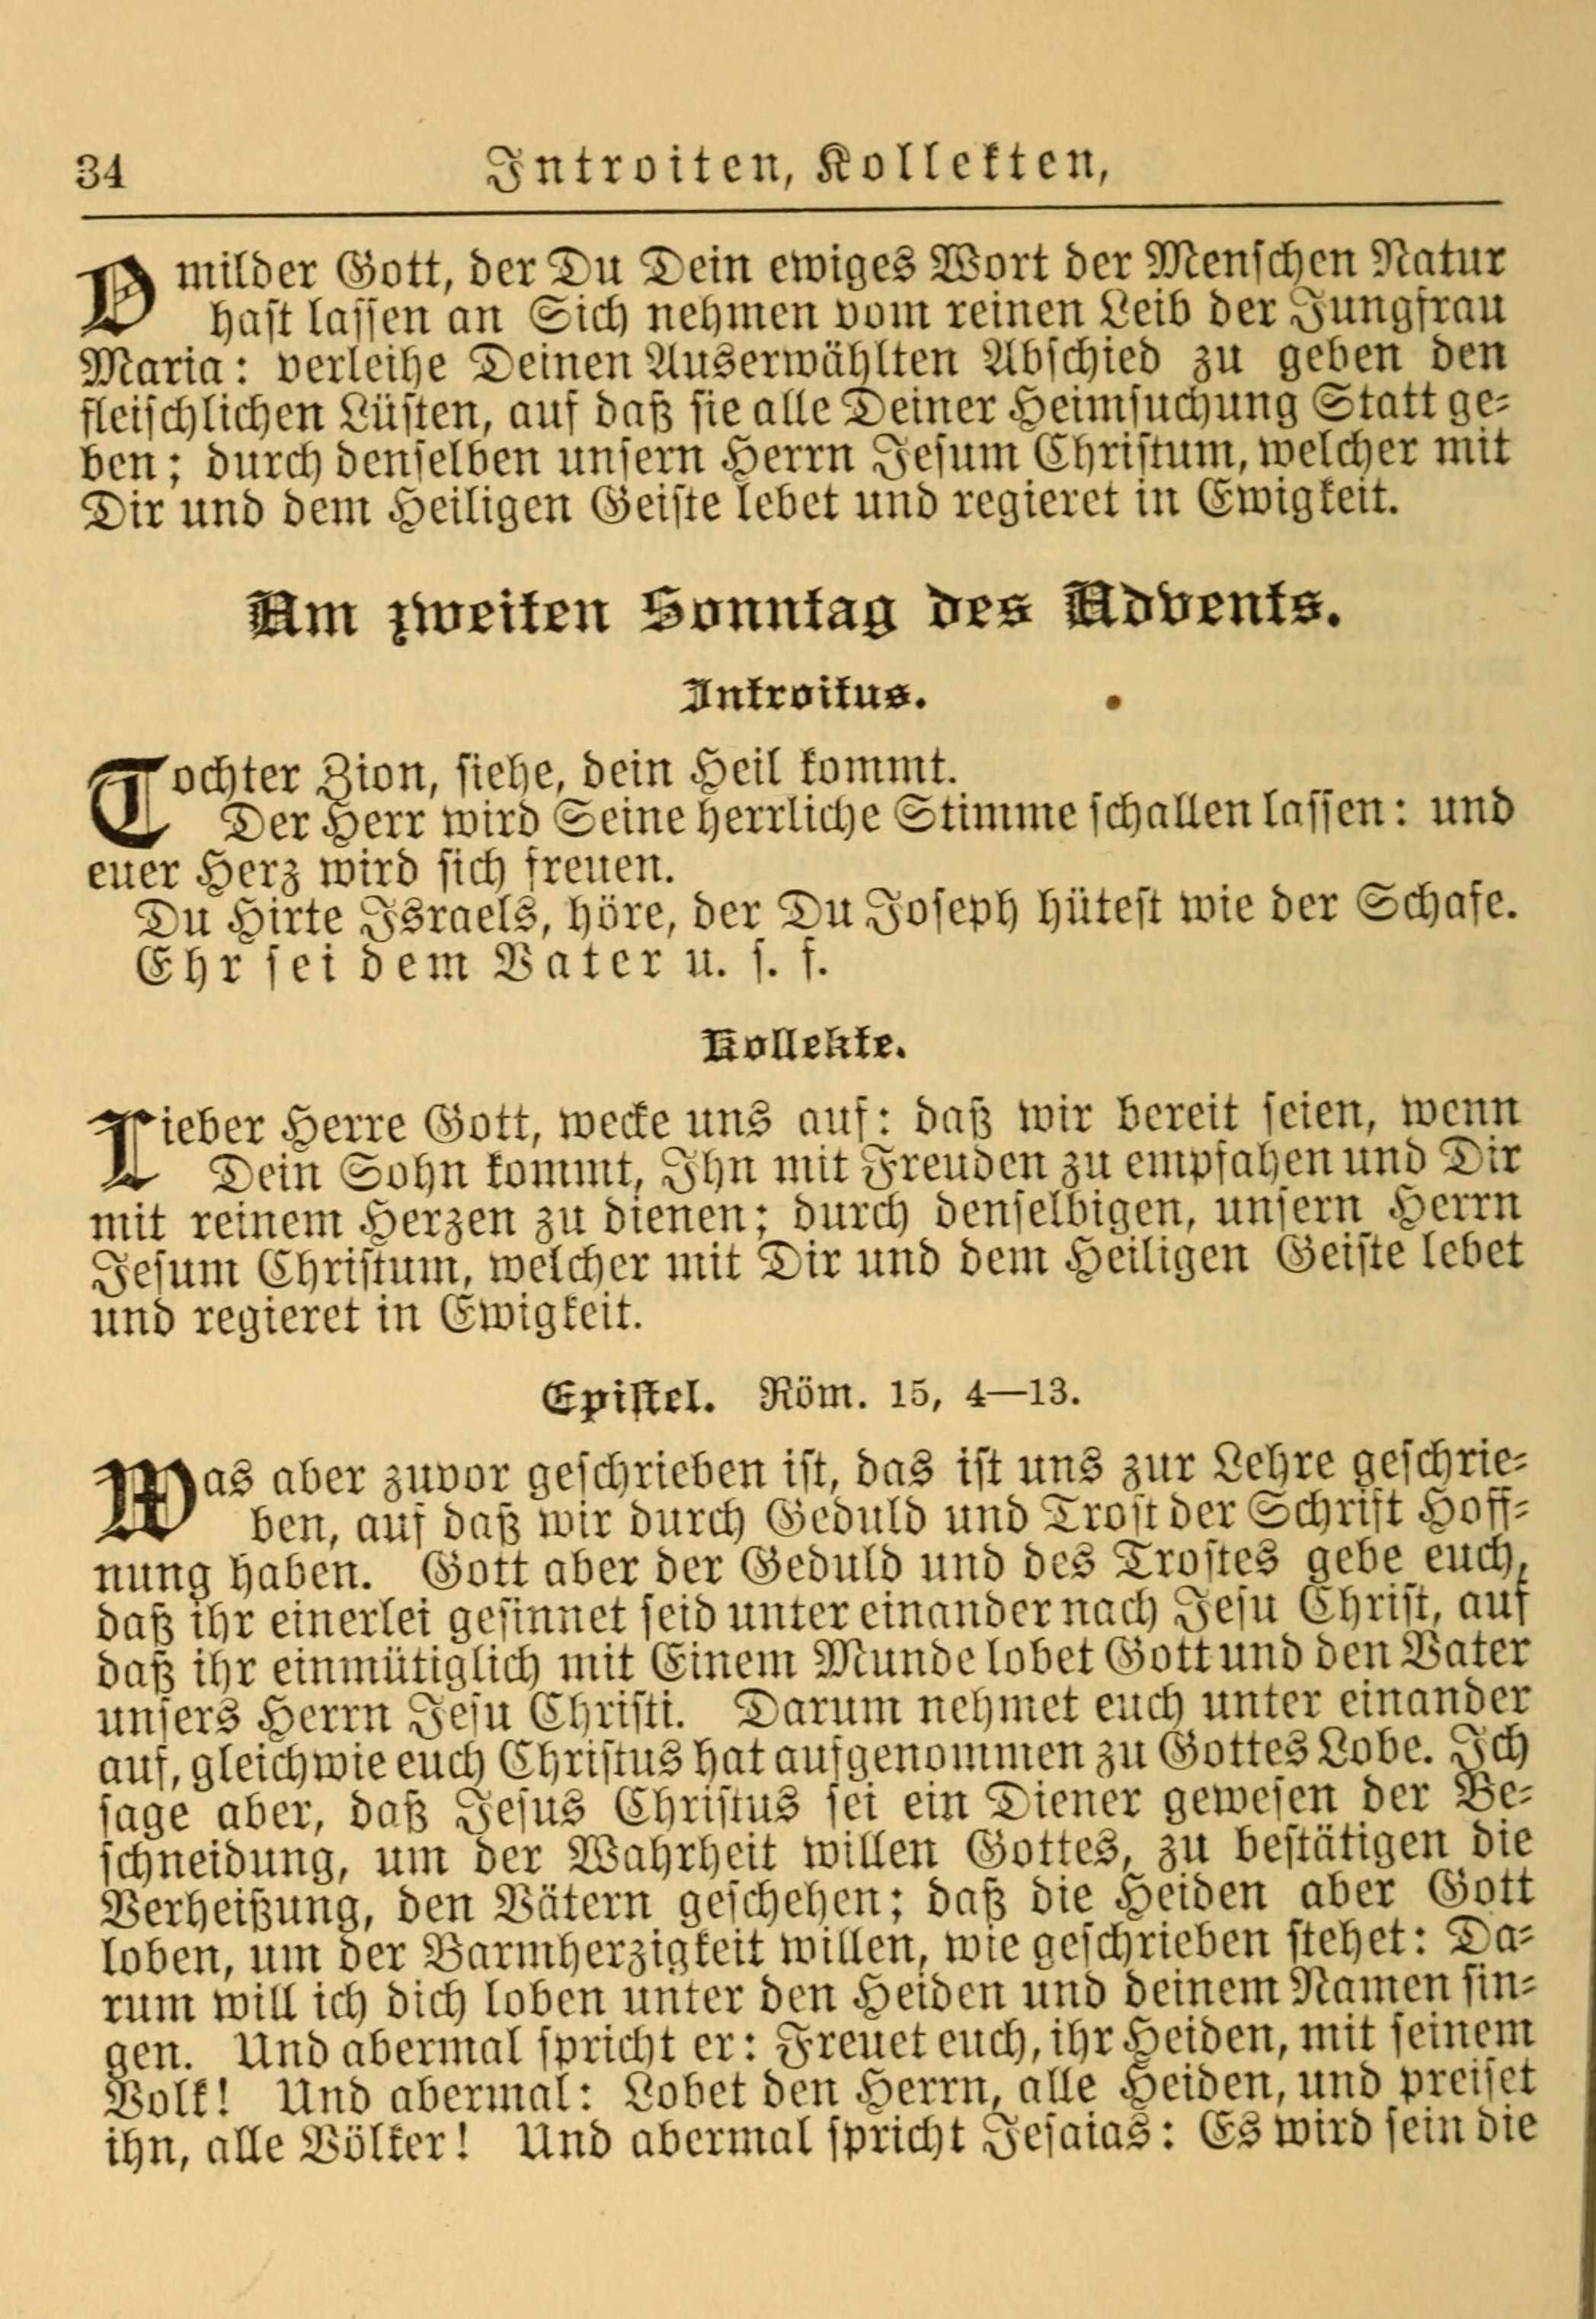 34 Introiten, Kollekten,
O milder Gott, der Du Dein ewiges Wort der Menschen Natur
hast lassen an Sich nehmen vom reinen Leib der Jungfrau
Maria: verleihe Deinen Auserwählten Abschied zu geben den
fleischlichen Lüsten, auf daß sie alle Deiner Heimsuchung Statt ge-
ben; durch denselben unsern Herrn Jesum Christum, welcher mit
Dir und dem Heiligen Geiste lebet und regieret in Ewigkeit.
Am zweiten Sonntag des Advents.
Introitus.
Tochter Zion, siehe, dein Heil kommt.
Der Herr wird Seine herrliche Stimme schallen lassen: und
euer Herz wird sich freuen.
Du Hirte Israels, höre, der Du Joseph hütest wie der Schafe.
Ehr sei dem Vater u. s. f.
Kollekte.
Lieber Herre Gott, wecke uns auf: daß wir bereit seien, wenn
Dein Sohn kommt, Ihn mit Freuden zu empfahen und Dir
mit reinem Herzen zu dienen; durch denselbigen, unsern Herrn
Jesum Christum, welcher mit Dir und dem Heiligen Geiste lebet
und regieret in Ewigkeit.
Epistel. Röm. 15, 4—13.
Was aber zuvor geschrieben ist, das ist uns zur Lehre geschrie-
ben, auf daß wir durch Geduld und Trost der Schrift Hoff-
nung haben. Gott aber der Geduld und des Trostes gebe euch,
daß ihr einerlei gesinnet seid unter einander nach Jesu Christ, auf
daß ihr einmütiglich mit Einem Munde lobet Gott und den Vater
unsers Herrn Jesu Christi. Darum nehmet euch unter einander
auf, gleichwie euch Christus hat aufgenommen zu Gottes Lobe. Ich
sage aber, daß Jesus Christus sei ein Diener gewesen der Be-
schneidung, um der Wahrheit willen Gottes, zu bestätigen die
Verheißung, den Vätern geschehen; daß die Heiden aber Gott
loben, um der Barmherzigkeit willen, wie geschrieben stehet: Da-
rum will ich dich loben unter den Heiden und deinem Namen sin-
gen. Und abermal spricht er: Freuet euch, ihr Heiden, mit seinem
Volk! Und abermal: Lobet den Herrn, alle Heiden, und preiset
ihn, alle Völker! Und abermal spricht Jesaias: Es wird sein die